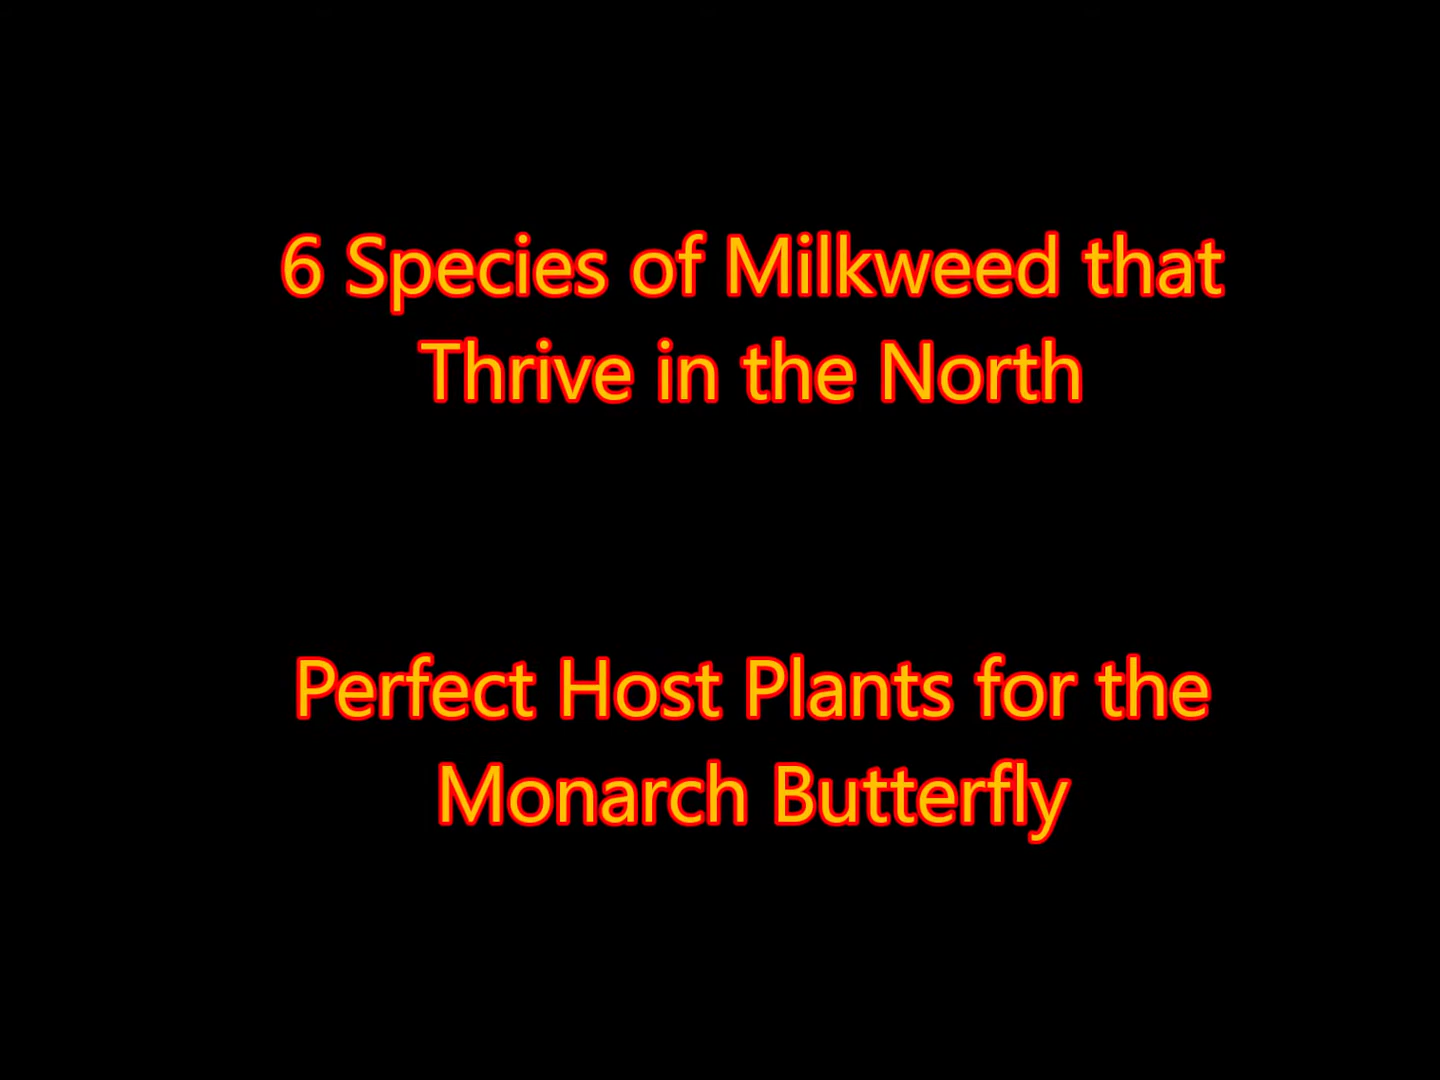 6 Species of Milkweed that
Thrive in the North
Perfect Host Plants for the
Monarch Butterfly